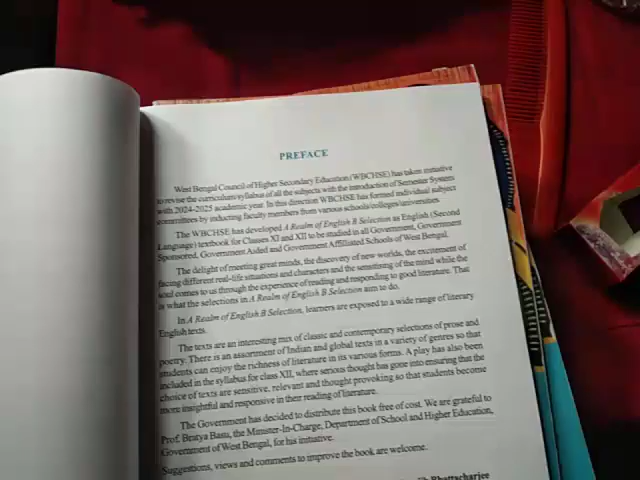 PREFACE
West Bengal Council of Higher Secondary Education (WBCHSE) has taken initiative
to revise the curriculum/syllabus of all the subjects with the introduction of Semester System
with 2024-2025 academic year. In this direction WBCHSE has formed individual subject
committees by inducting faculty members from various schools/colleges/universities
The WBCHSE has developed A Realm of English B Selection as English (Second
Language) textbook for Classes XI and XII to be studied in all Government, Government
Sponsored, Government Aided and Government Affiliated Schools of West Bengal.
The delight of meeting great minds, the discovery of new worlds, the excitement of
facing different real-life situations and characters and the sensitising of the mind while the
soul comes to us through the experience of reading and responding to good literature. That
is what the selections in A Realm of English B Selection aim to do.
In A Realm of English B Selection, learners are exposed to a wide range of literary
English texts.
The texts are an interesting mix of classic and contemporary selections of prose and
poetry. There is an assortment of Indian and global texts in a variety of genres so that
students can enjoy the richness of literature in its various forms. A play has also been
included in the syllabus for class XII, where serious thought has gone into ensuring that the
choice of texts are sensitive, relevant and thought provoking so that students become
more insightful and responsive in their reading of literature.
The Government has decided to distribute this book free of cost. We are grateful to
Prof. Bratya Basu, the Minister-In-Charge, Department of School and Higher Education,
Government of West Bengal, for his initiative.
Suggestions, views and comments to improve the book are welcome.
Bhattacharjee